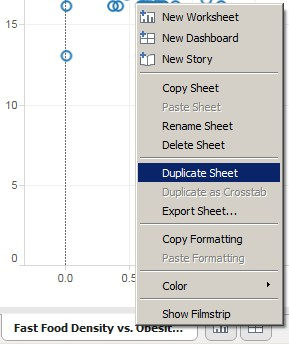 15
New Worksheet
New Dashboard
New Story
Copy Sheet
Paste Sheet
Rename Sheet
Delete Sheet
Duplicate Sheet
Duplicate as Crosstab
Export Sheet...
Copy Formatting
Paste Formatting
Color
Show Filmstrip
5
0
0.0
0.5
Fast Food Density vs. Obesit...